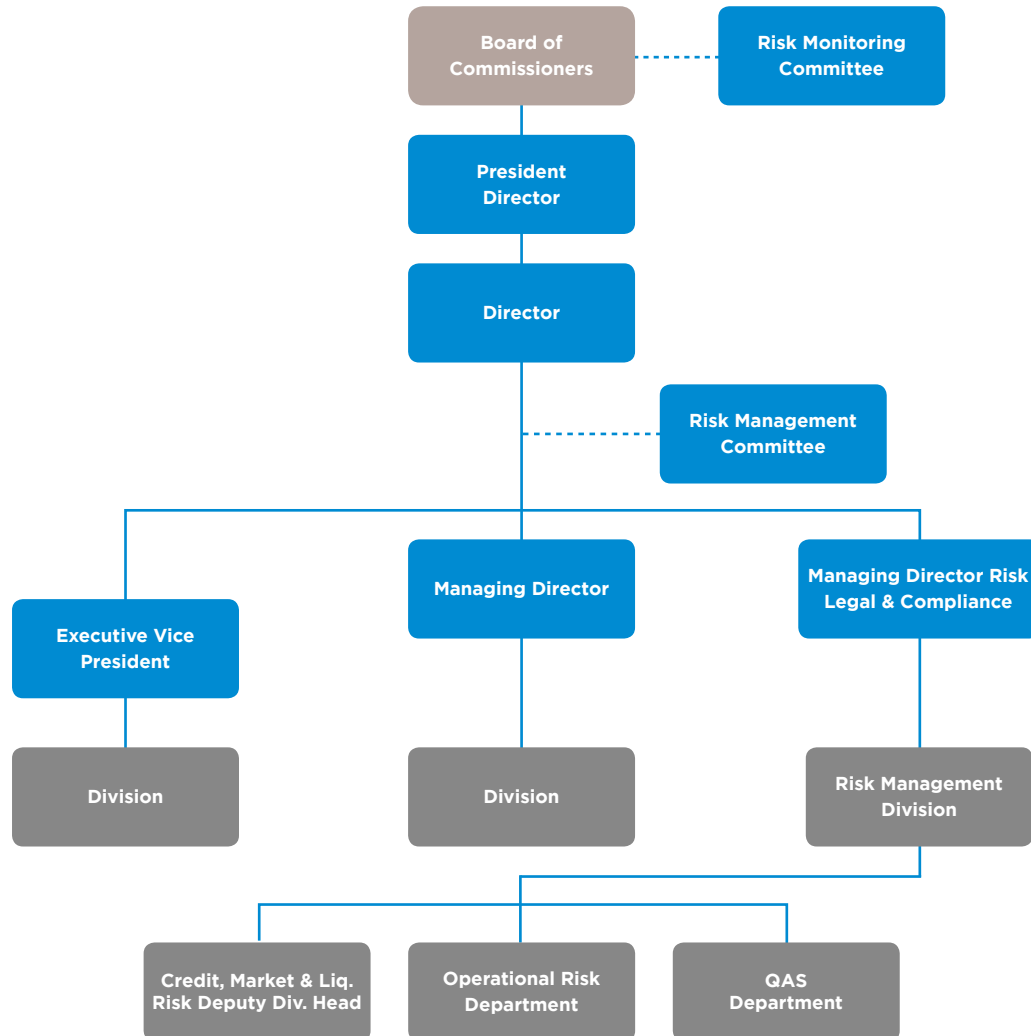 Board of
Commissioners
Risk Monitoring
Committee
President
Director
Director
Risk Management
Committee
Executive Vice
President
Managing Director
Managing Director Risk
Legal & Compliance
Division
Division
Risk Management
Division
Credit, Market & Liq.
Risk Deputy Div. Head
Operational Risk
Department
QAS
Department